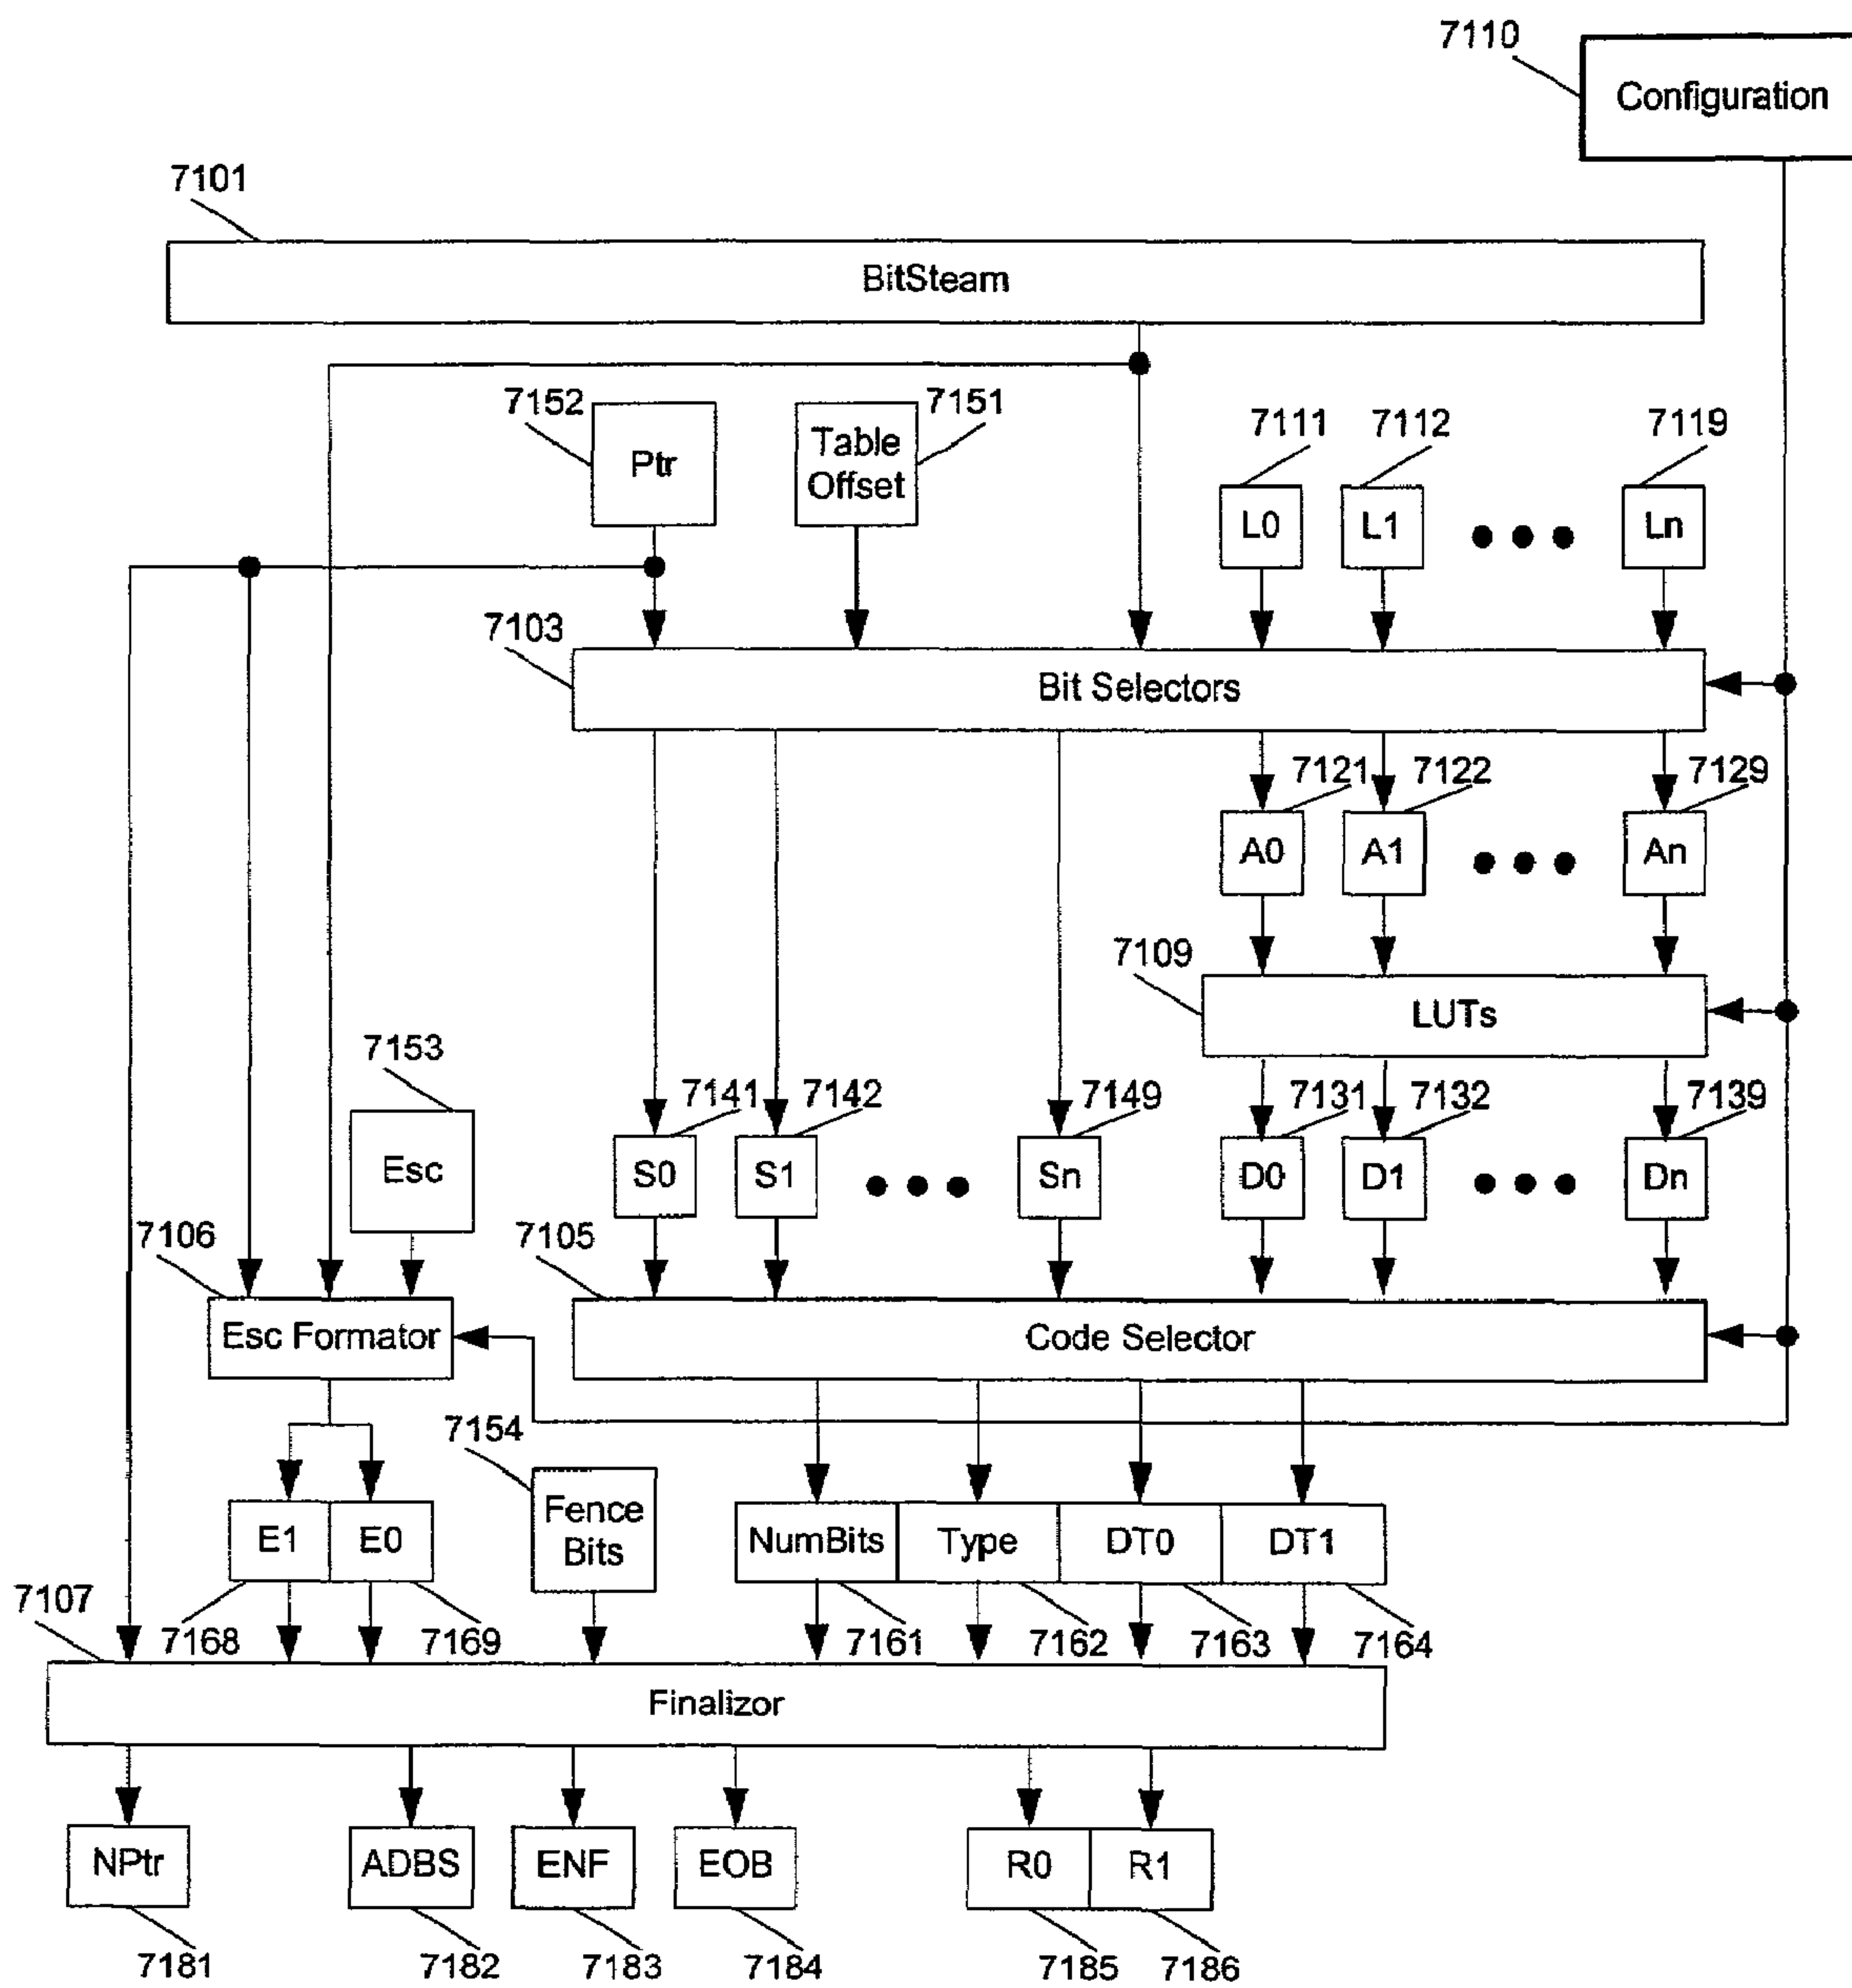 7110
Configuration
7101
BitSteam
7152
Ptr
7151
Table
Offset
7111
L0
7112
L1
7119
Ln
7103
Bit Selectors
7121
A0
7122
A1
7129
An
7109
LUTs
7153
Esc
7141
S0
7142
S1
7149
Sn
7131
D0
7132
D1
7139
Dn
7106
Esc Formator
7105
Code Selector
7154
Fence
Bits
E1
E0
NumBits
Type
DT0
DT1
7107
7168
7169
7161
7162
7163
7164
Finalizor
NPtr
ADBS
ENF
EOB
R0
R1
7181
7182
7183
7184
7185
7186